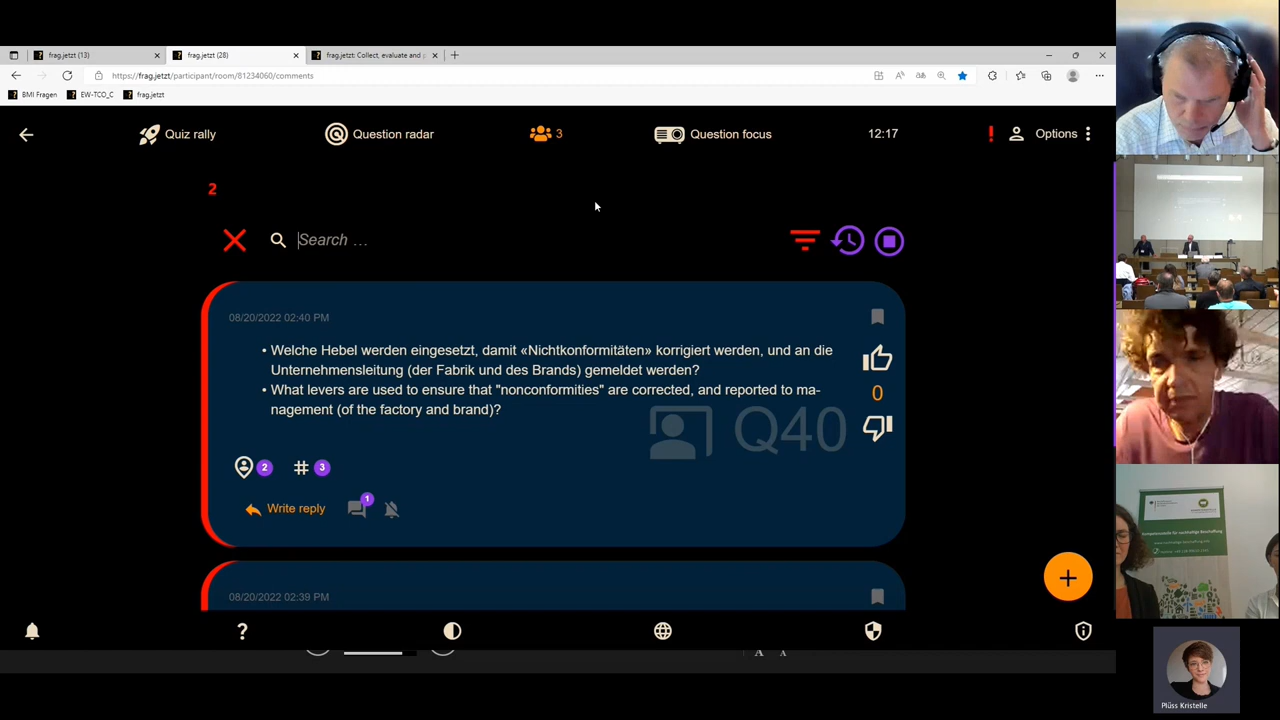 frag.jetzt (13)
frag.jetzt (28)
frag.jetzt: Collect, evaluate and
https://frag.jetzt/participant/room/81234060/comments
BMI Fragen
EW-TCO_C
frag.jetzt
Quiz rally
Question radar
3
Question focus
12:17
Options
2
Search …
08/20/2022 02:40 PM
• Welche Hebel werden eingesetzt, damit «Nichtkonformitäten» korrigiert werden, und an die
Unternehmensleitung (der Fabrik und des Brands) gemeldet werden?
• What levers are used to ensure that "nonconformities" are corrected, and reported to ma-
nagement (of the factory and brand)?
0
Q40
2
# 3
Write reply
1
08/20/2022 02:39 PM
+
?
A A
Kompetenzstelle für nachhaltige Beschaffung
Plüss Kristelle